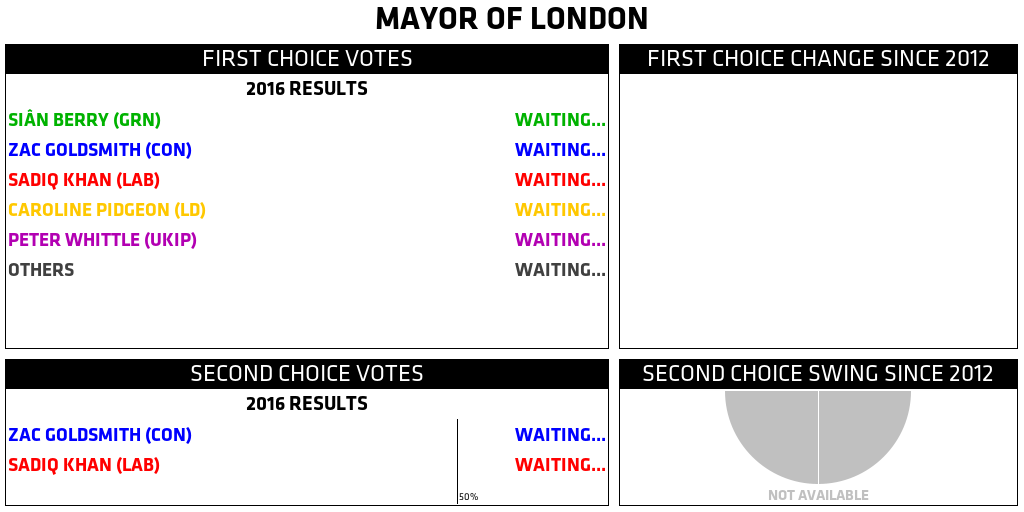 MAYOR OF LONDON
FIRST CHOICE VOTES
2016 RESULTS
SIÂN BERRY (GRN) WAITING...
ZAC GOLDSMITH (CON) WAITING...
SADIQ KHAN (LAB) WAITING...
CAROLINE PIDGEON (LD) WAITING...
PETER WHITTLE (UKIP) WAITING...
OTHERS WAITING...
FIRST CHOICE CHANGE SINCE 2012
SECOND CHOICE VOTES
2016 RESULTS
ZAC GOLDSMITH (CON) WAITING...
SADIQ KHAN (LAB) WAITING...
50%
SECOND CHOICE SWING SINCE 2012
NOT AVAILABLE